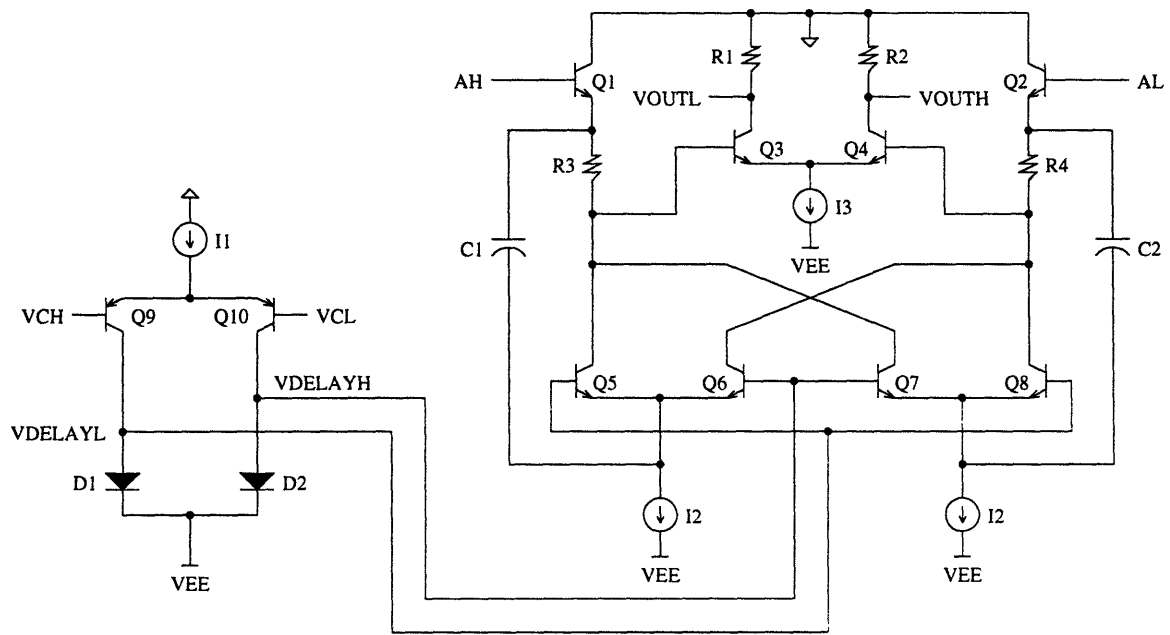 R1
R2
AH
Q1
Q2
AL
VOUTL
VOUTH
Q3
Q4
R3
R4
I3
I1
C1
VEE
C2
VCH
Q9
Q10
VCL
VDELAYH
Q5
Q6
Q7
Q8
VDELAYL
D1
D2
I2
I2
VEE
VEE
VEE